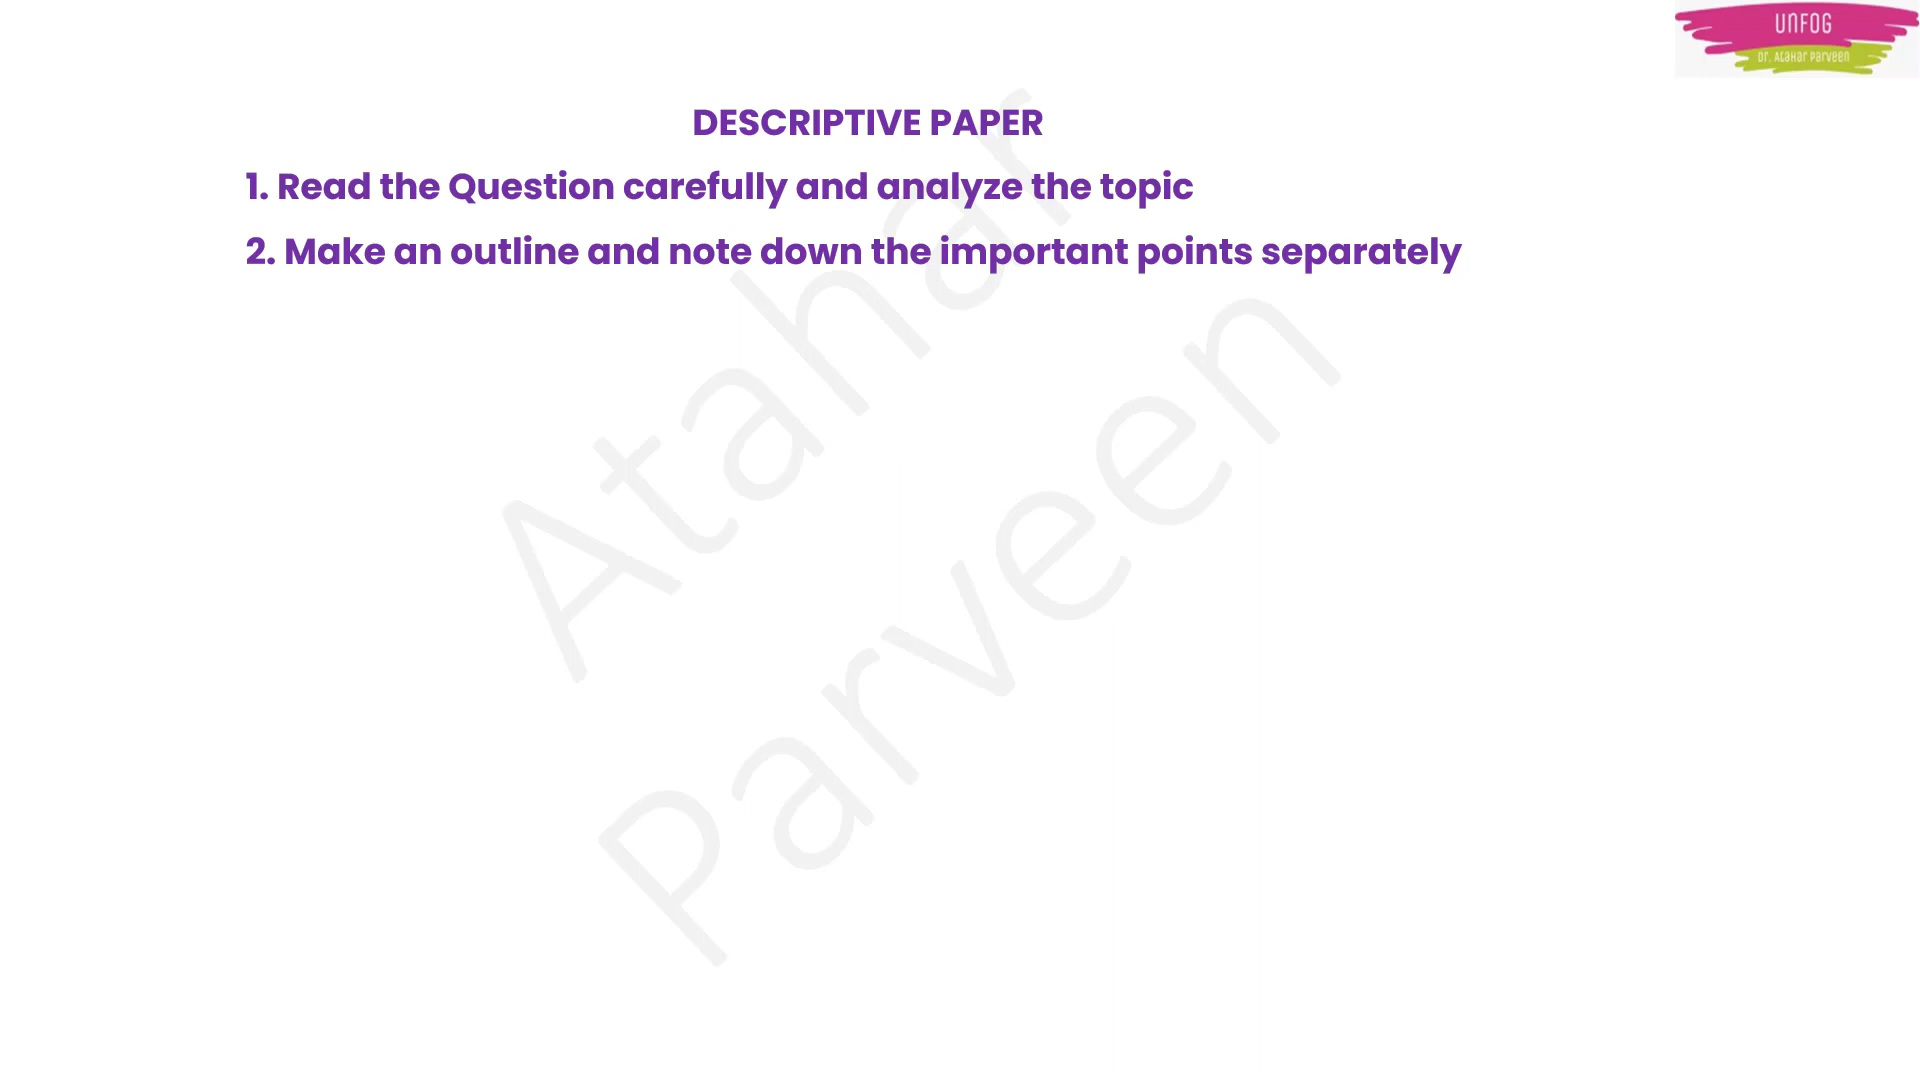 UNFOG
Dr. Atahar Parveen
DESCRIPTIVE PAPER
1. Read the Question carefully and analyze the topic
2. Make an outline and note down the important points separately
Atahar
Parveen